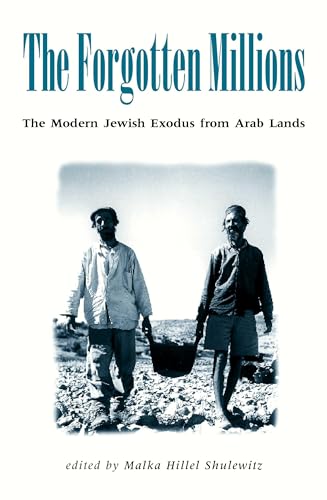 The Forgotten Millions
The Modern Jewish Exodus from Arab Lands
edited by Malka Hillel Shulewitz